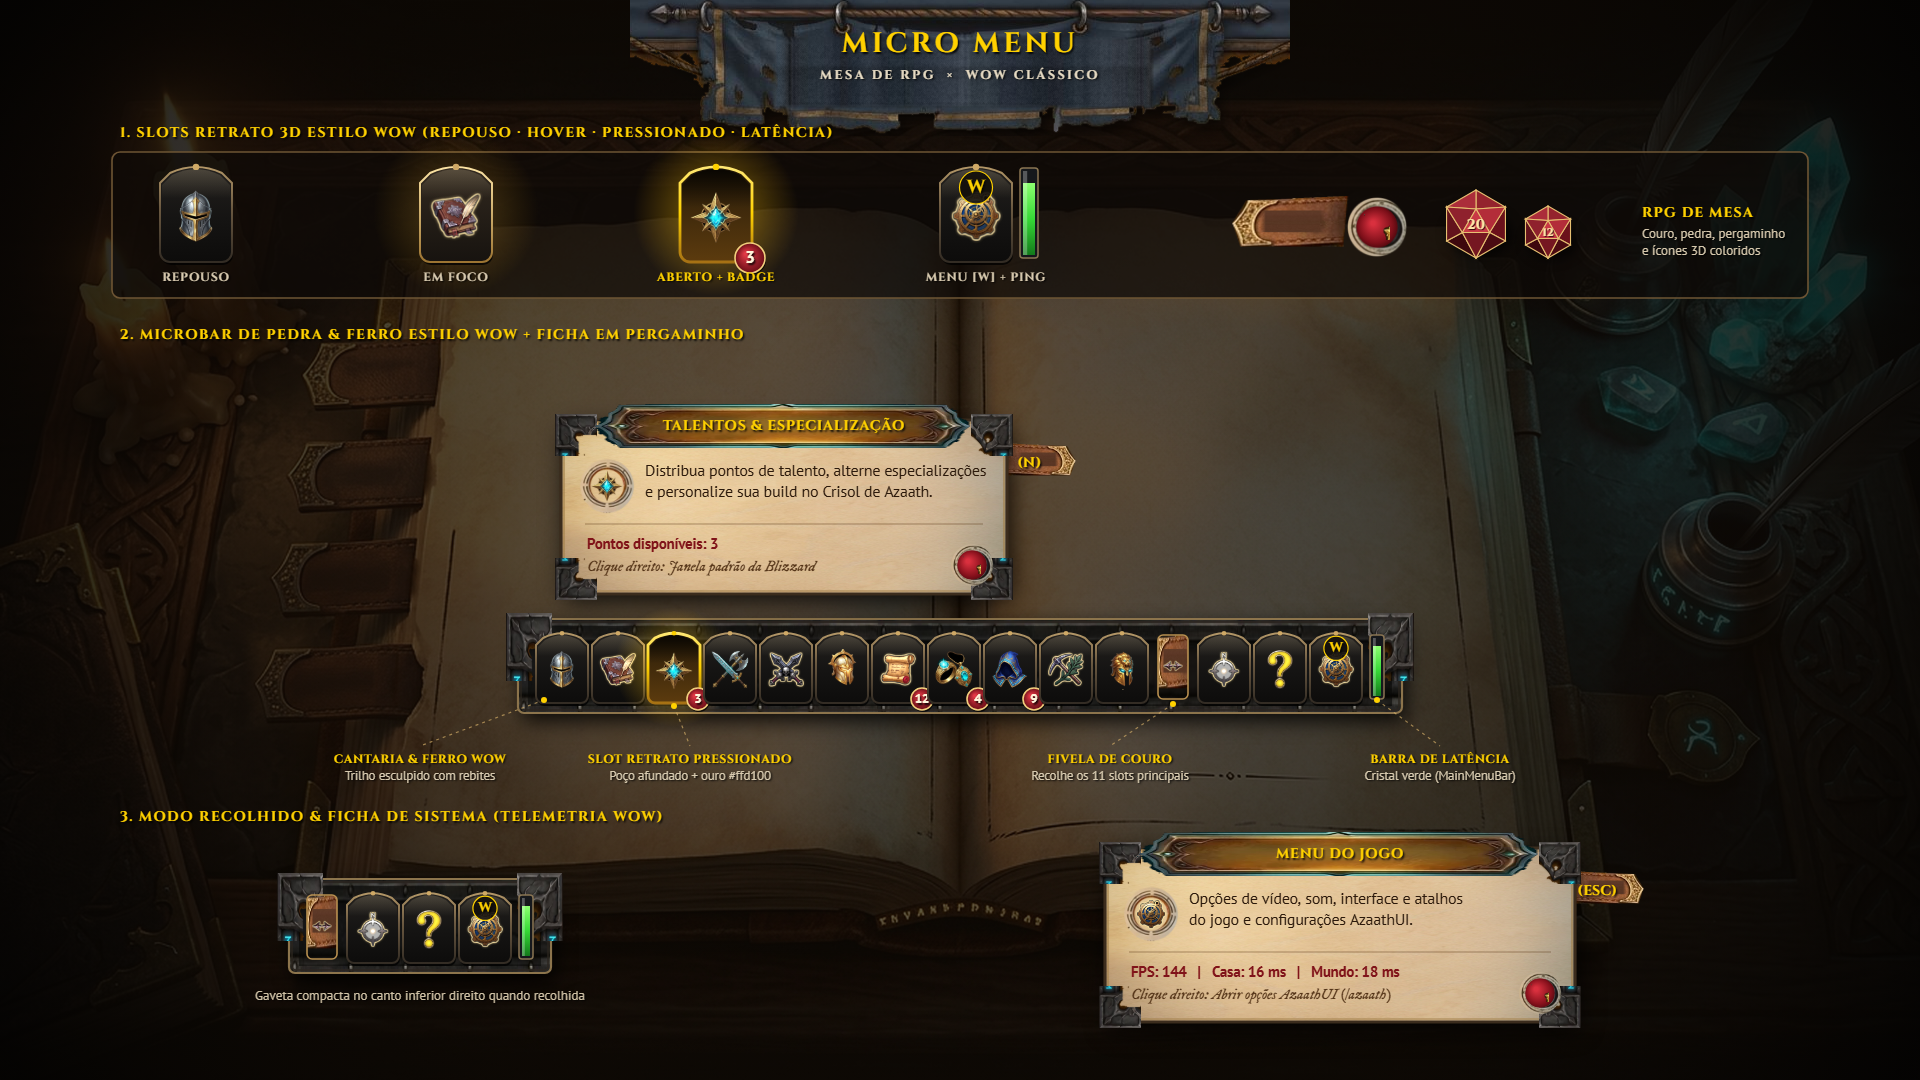 MICRO MENU
MESA DE RPG × WOW CLÁSSICO
1. SLOTS RETRATO 3D ESTILO WOW (REPOUSO · HOVER · PRESSIONADO · LATÊNCIA)
W
3
20
12
RPG DE MESA
Couro, pedra, pergaminho
e ícones 3D coloridos
REPOUSO
EM FOCO
ABERTO + BADGE
MENU [W] + PING
2. MICROBAR DE PEDRA & FERRO ESTILO WOW + FICHA EM PERGAMINHO
TALENTOS & ESPECIALIZAÇÃO
(N)
Distribua pontos de talento, alterne especializações
e personalize sua build no Crisol de Azaath.
Pontos disponíveis: 3
Clique direito: Janela padrão da Blizzard
W
?
3
12
4
9
CANTARIA & FERRO WOW
Trilho esculpido com rebites
SLOT RETRATO PRESSIONADO
Poço afundado + ouro #ffd100
FIVELA DE COURO
Recolhe os 11 slots principais
BARRA DE LATÊNCIA
Cristal verde (MainMenuBar)
3. MODO RECOLHIDO & FICHA DE SISTEMA (TELEMETRIA WOW)
W
?
Gaveta compacta no canto inferior direito quando recolhida
MENU DO JOGO
(ESC)
Opções de vídeo, som, interface e atalhos
do jogo e configurações AzaathUI.
FPS: 144 | Casa: 16 ms | Mundo: 18 ms
Clique direito: Abrir opções AzaathUI (/azaath)